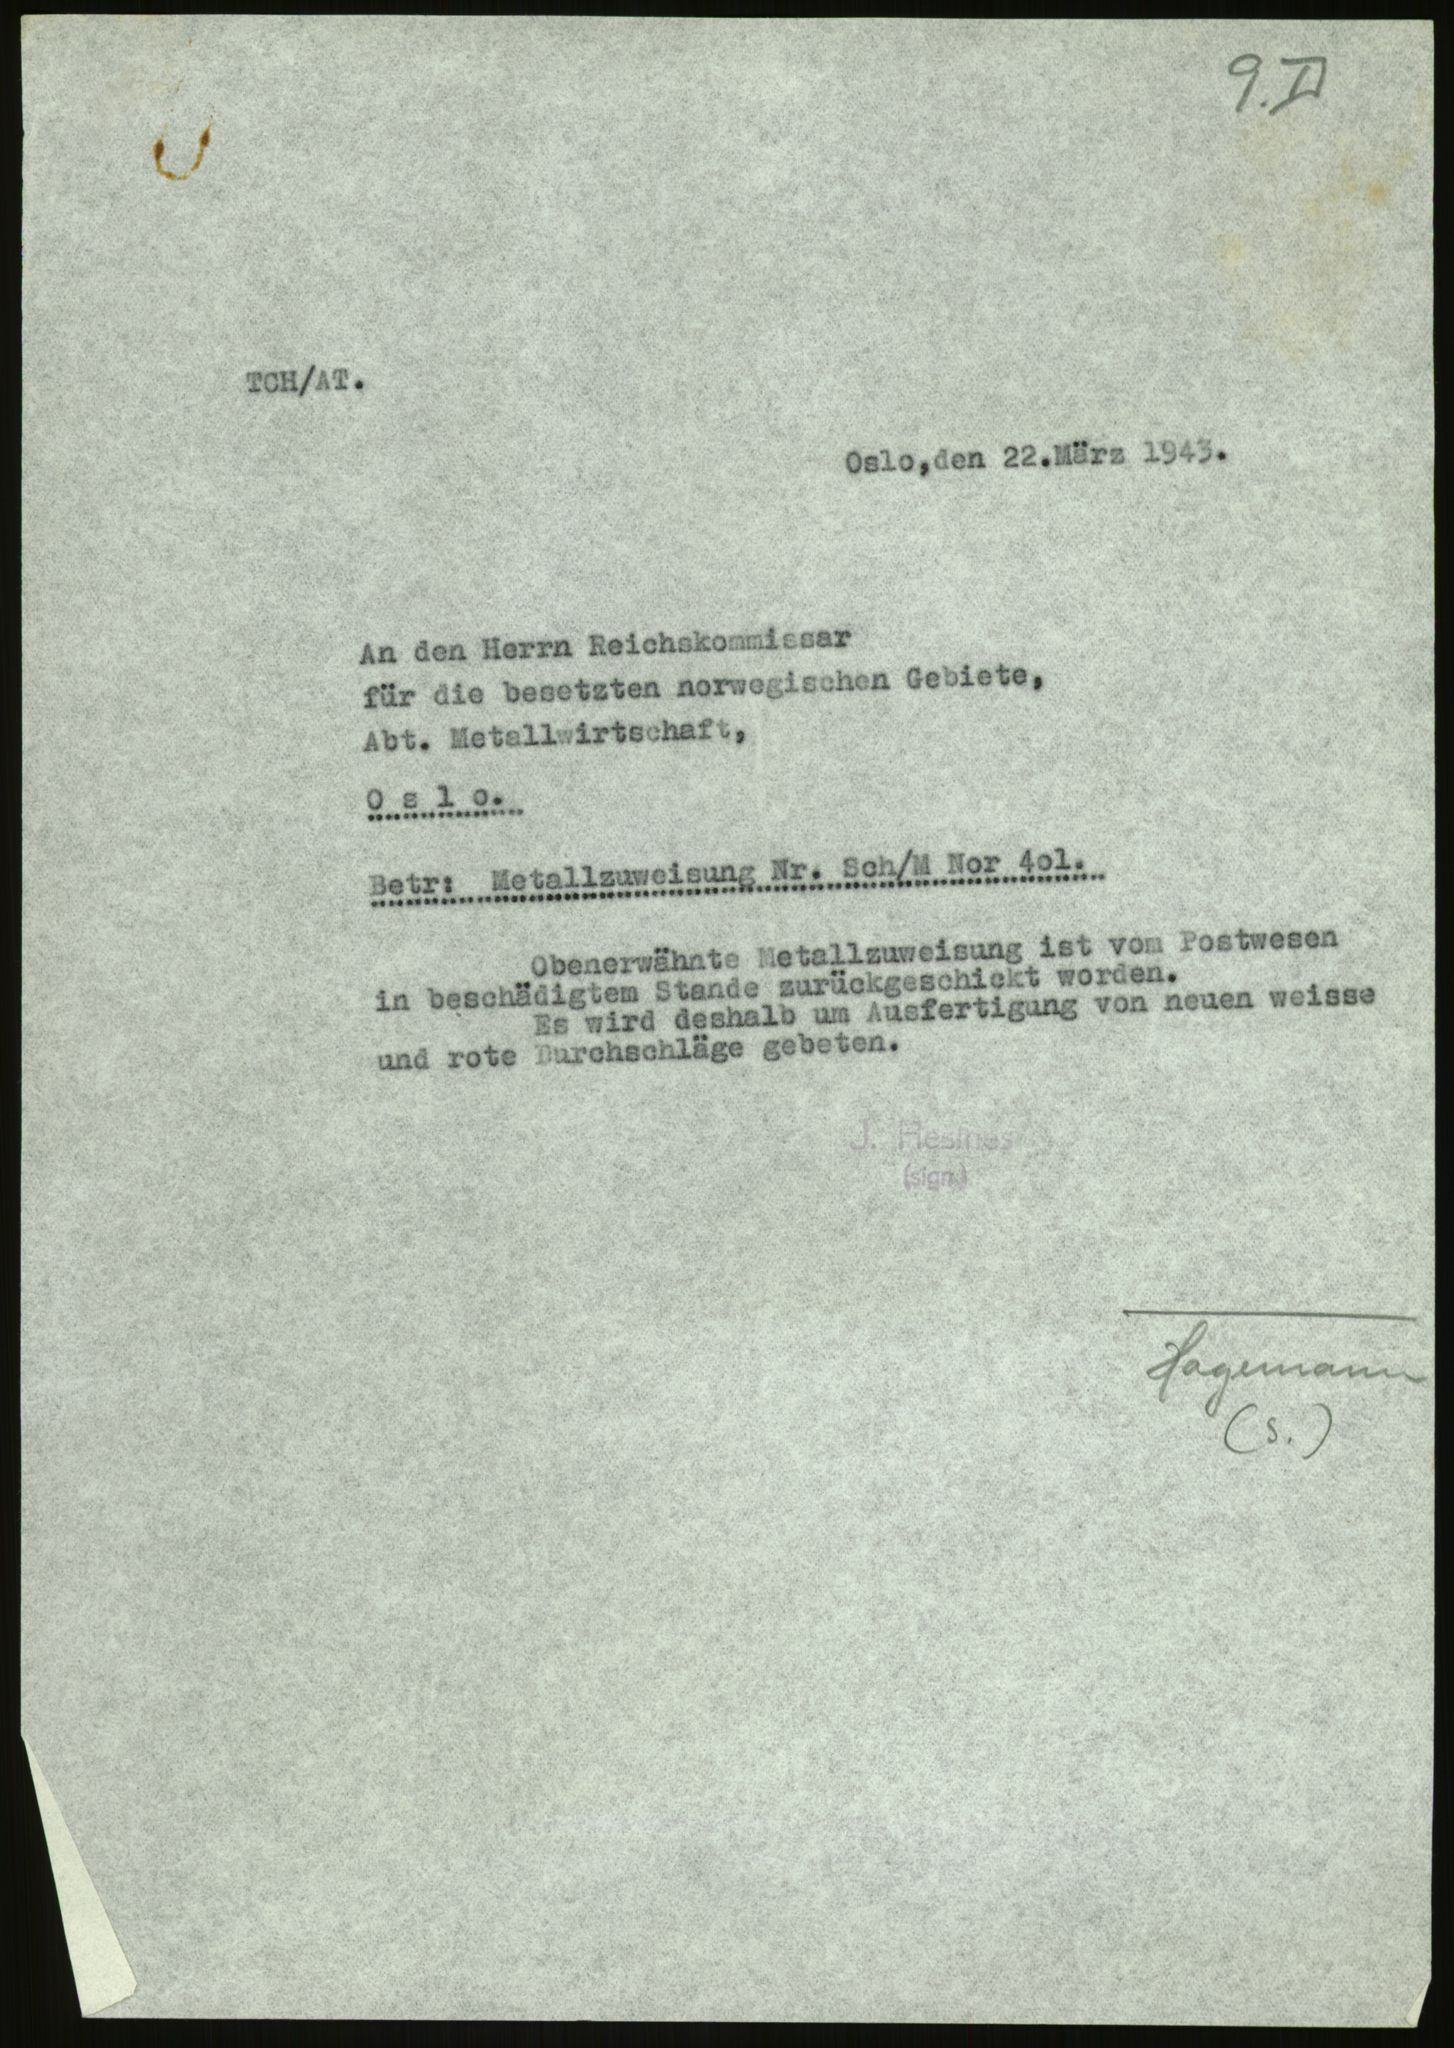 9.II
TCH/AT.
Oslo,den 22.März 1943.
An den Herrn Reichskommissar
für die besetzten norwegischen Gebiete,
Abt. Metallwirtschaft,
O s l o.
Betr: Metallzuweisung Nr. Sch/M Nor 4ol.
Obenerwähnte Metallzuweisung ist vom Postwesen
in beschädigtem Stande zurückgeschickt worden.
Es wird deshalb um Ausfertigung von neuen weisse
und rote Durchschläge gebeten.
J. Hesnes
(sign.)
Hagemann
(s.)